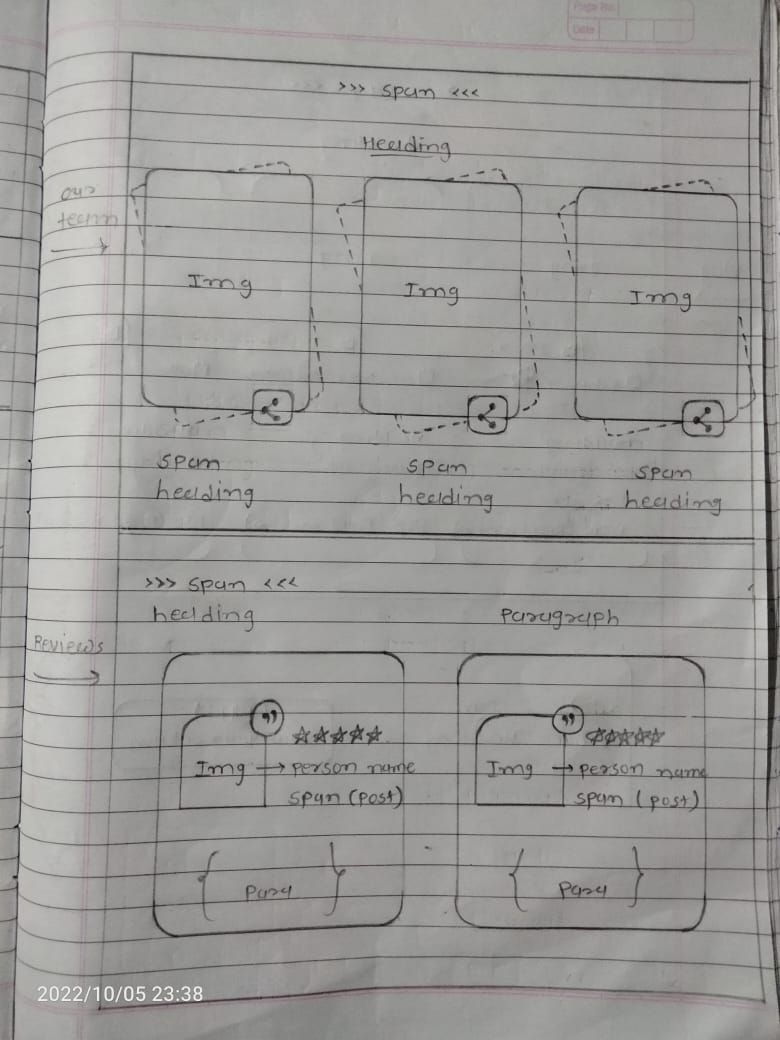 Page No.
Date
>>> span <<<
Heading
our
team
Img
Img
Img
span
span
span
heading
heading
heading
>>> span <<<
heading
Paragraph
Reviews
Img → person name
span (post)
Img → person name
span (post)
Para
Para
2022/10/05 23:38